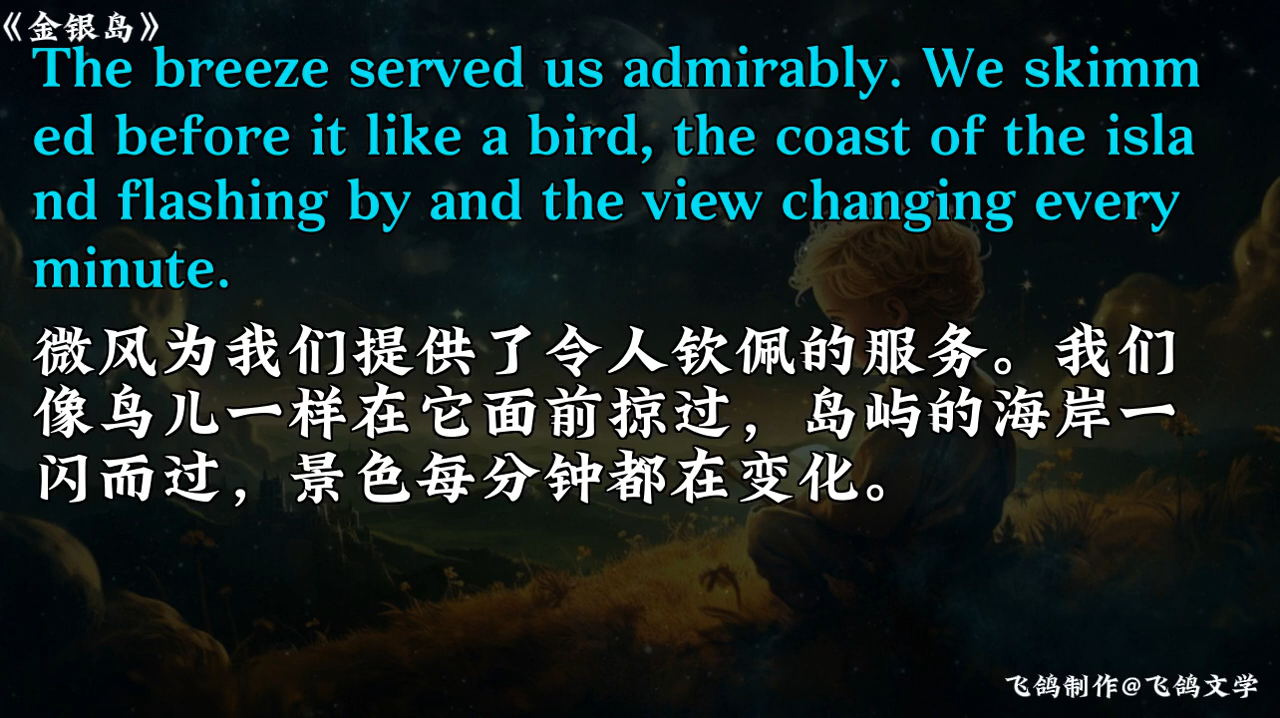 《金银岛》
The breeze served us admirably. We skimm
ed before it like a bird, the coast of the isla
nd flashing by and the view changing every
minute.
微风为我们提供了令人钦佩的服务。我们
像鸟儿一样在它面前掠过，岛屿的海岸一
闪而过，景色每分钟都在变化。
飞鸽制作@飞鸽文学